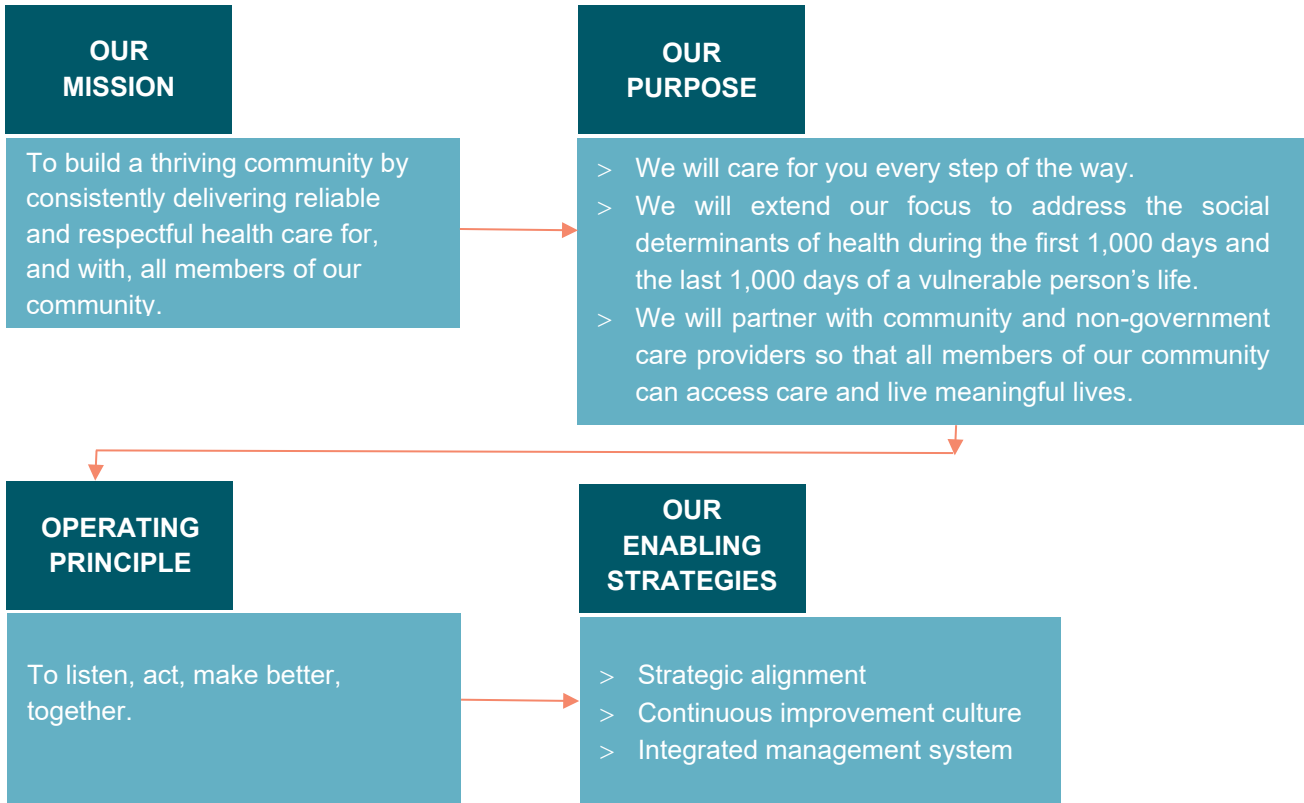 OUR
MISSION
To build a thriving community by
consistently delivering reliable
and respectful health care for,
and with, all members of our
community.
OUR
PURPOSE
> We will care for you every step of the way.
> We will extend our focus to address the social
determinants of health during the first 1,000 days and
the last 1,000 days of a vulnerable person’s life.
> We will partner with community and non-government
care providers so that all members of our community
can access care and live meaningful lives.
OPERATING
PRINCIPLE
To listen, act, make better,
together.
OUR
ENABLING
STRATEGIES
> Strategic alignment
> Continuous improvement culture
> Integrated management system